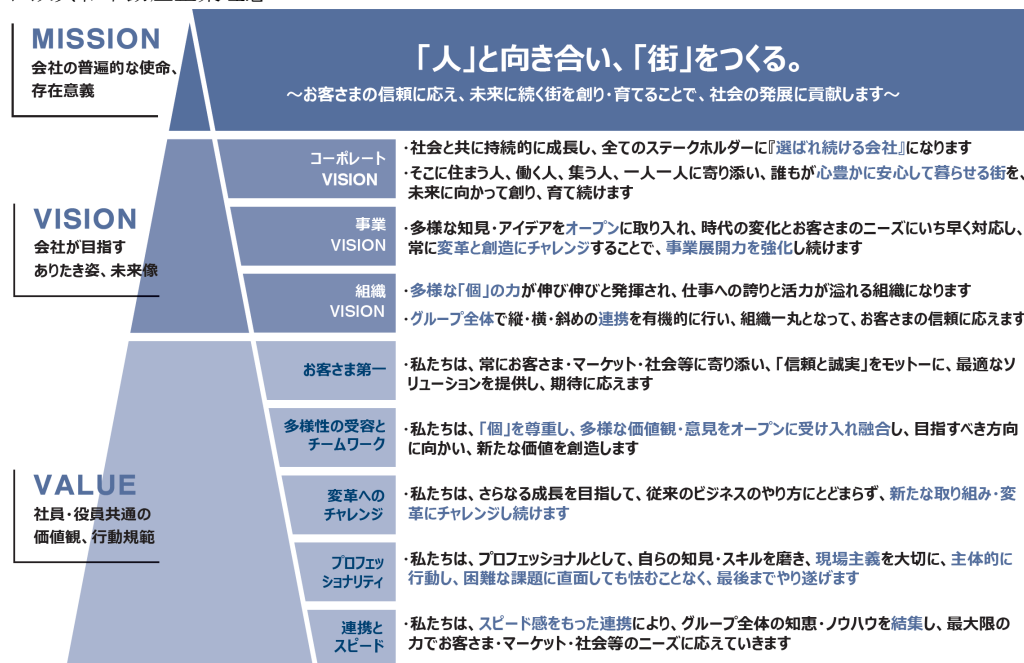 MISSION
会社の普遍的な使命、
存在意義
「人」と向き合い、「街」をつくる。
～お客さまの信頼に応え、未来に続く街を創り・育てることで、社会の発展に貢献します～
VISION
会社が目指す
ありたき姿、未来像
コーポレート
VISION
・社会と共に持続的に成長し、全てのステークホルダーに『選ばれ続ける会社』になります
・そこに住まう人、働く人、集う人、一人一人に寄り添い、誰もが心豊かに安心して暮らせる街を、
未来に向かって創り、育て続けます
事業
VISION
・多様な知見・アイデアをオープンに取り入れ、時代の変化とお客さまのニーズにいち早く対応し、
常に変革と創造にチャレンジすることで、事業展開力を強化し続けます
組織
VISION
・多様な「個」の力が伸び伸びと発揮され、仕事への誇りと活力が溢れる組織になります
・グループ全体で縦・横・斜めの連携を有機的に行い、組織一丸となって、お客さまの信頼に応えます
VALUE
社員・役員共通の
価値観、行動規範
お客さま第一
・私たちは、常にお客さま・マーケット・社会等に寄り添い、「信頼と誠実」をモットーに、最適なソ
リューションを提供し、期待に応えます
多様性の受容と
チームワーク
・私たちは、「個」を尊重し、多様な価値観・意見をオープンに受け入れ融合し、目指すべき方向
に向かい、新たな価値を創造します
変革への
チャレンジ
・私たちは、さらなる成長を目指して、従来のビジネスのやり方にとどまらず、新たな取り組み・変
革にチャレンジし続けます
プロフェッ
ショナリティ
・私たちは、プロフェッショナルとして、自らの知見・スキルを磨き、現場主義を大切に、主体的に
行動し、困難な課題に直面しても怯むことなく、最後までやり遂げます
連携と
スピード
・私たちは、スピード感をもった連携により、グループ全体の知恵・ノウハウを結集し、最大限の
力でお客さま・マーケット・社会等のニーズに応えていきます